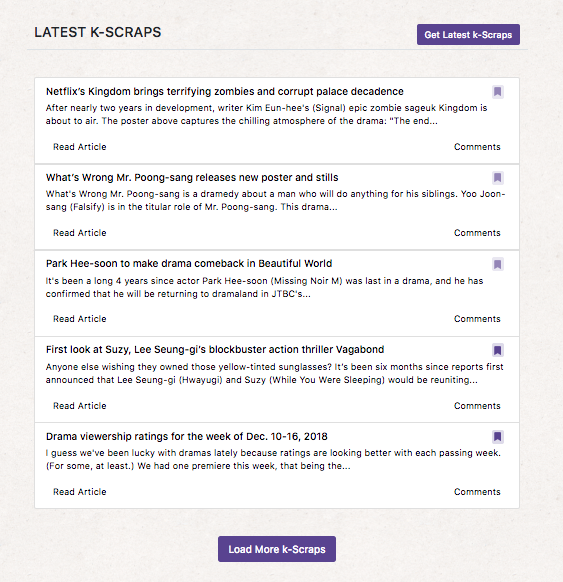 LATEST K-SCRAPS
Get Latest k-Scraps
Netflix's Kingdom brings terrifying zombies and corrupt palace decadence
After nearly two years in development, writer Kim Eun-hee's (Signal) epic zombie sageuk Kingdom is
about to air. The poster above captures the chilling atmosphere of the drama: "The end...
Read Article
Comments
What's Wrong Mr. Poong-sang releases new poster and stills
What's Wrong Mr. Poong-sang is a dramedy about a man who will do anything for his siblings. Yoo Joon-
sang (Falsify) is in the titular role of Mr. Poong-sang. This drama...
Read Article
Comments
Park Hee-soon to make drama comeback in Beautiful World
It's been a long 4 years since actor Park Hee-soon (Missing Noir M) was last in a drama, and he has
confirmed that he will be returning to dramaland in JTBC's...
Read Article
Comments
First look at Suzy, Lee Seung-gi's blockbuster action thriller Vagabond
Anyone else wishing they owned those yellow-tinted sunglasses? It's been six months since reports first
announced that Lee Seung-gi (Hwayugi) and Suzy (While You Were Sleeping) would be reuniting...
Read Article
Comments
Drama viewership ratings for the week of Dec. 10-16, 2018
I guess we've been lucky with dramas lately because ratings are looking better with each passing week.
(For some, at least.) We had one premiere this week, that being the...
Read Article
Comments
Load More k-Scraps